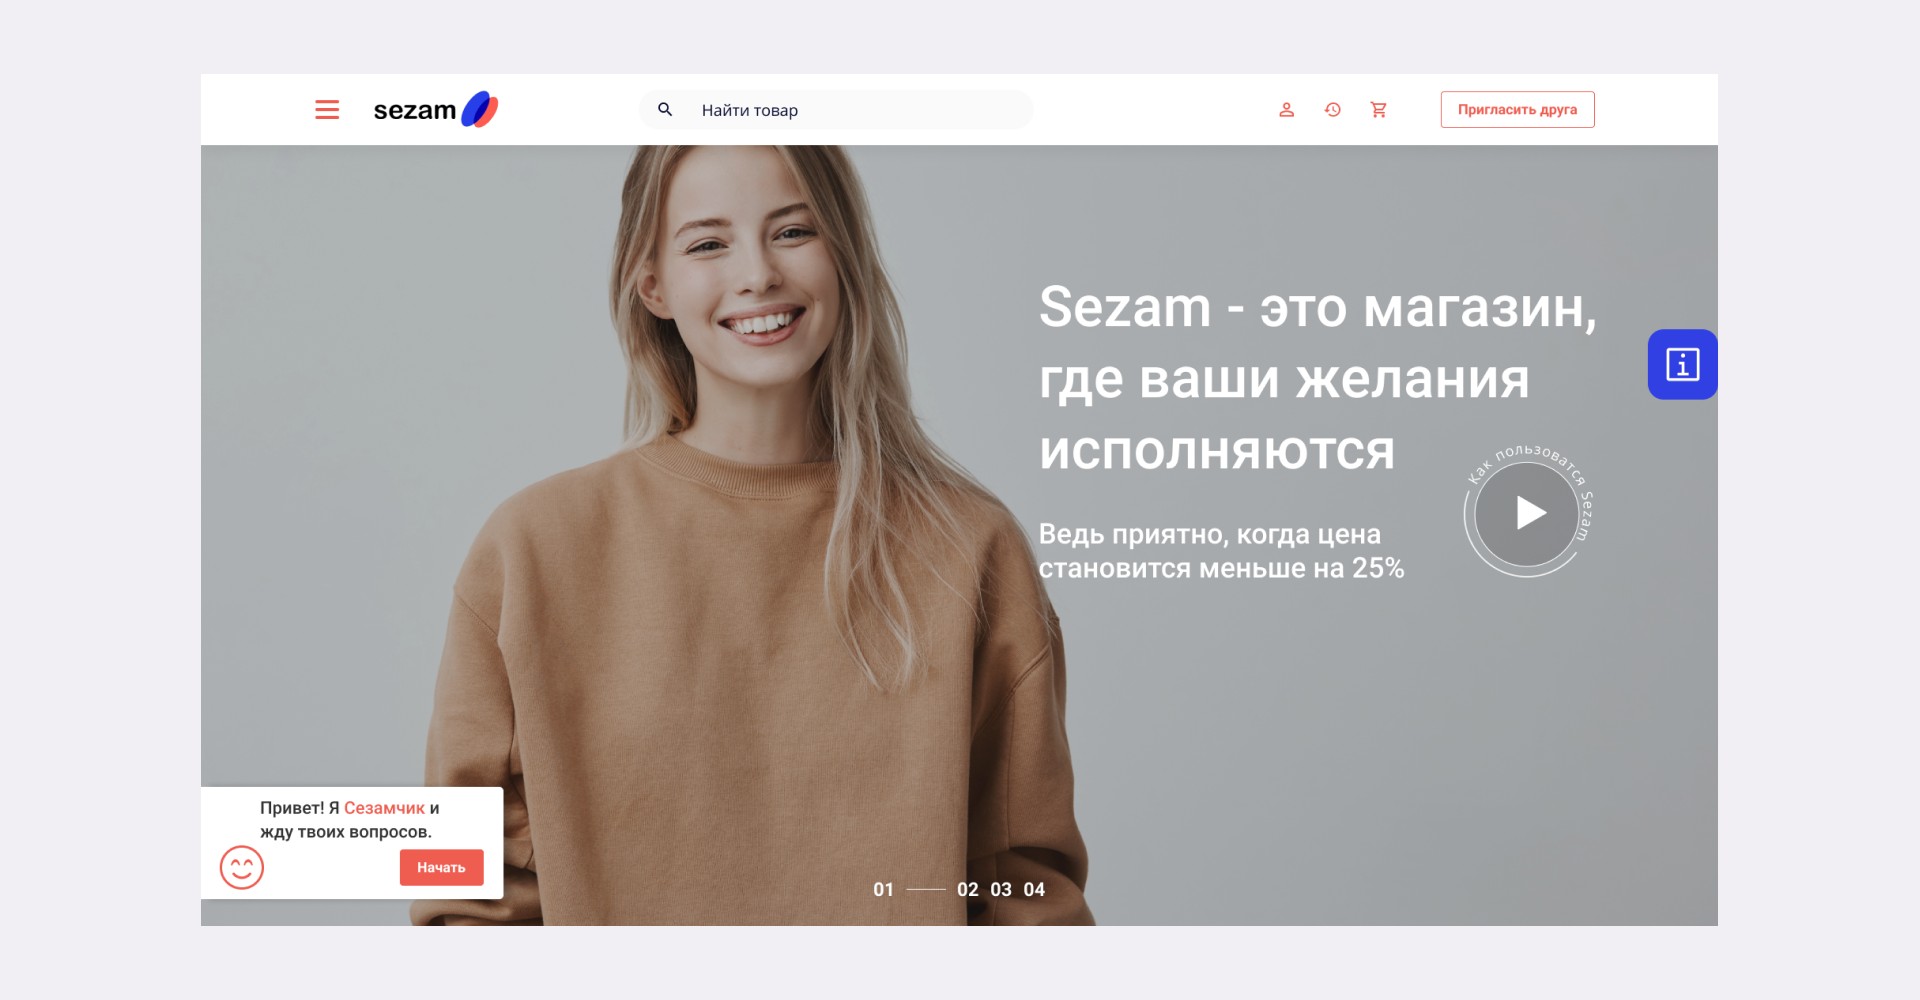 sezam
Найти товар
Пригласить друга
Sezam - это магазин,
где ваши желания
исполняются
Как пользоватся Sezam
Ведь приятно, когда цена
становится меньше на 25%
Привет! Я Сезамчик и
жду твоих вопросов.
Начать
01 02 03 04